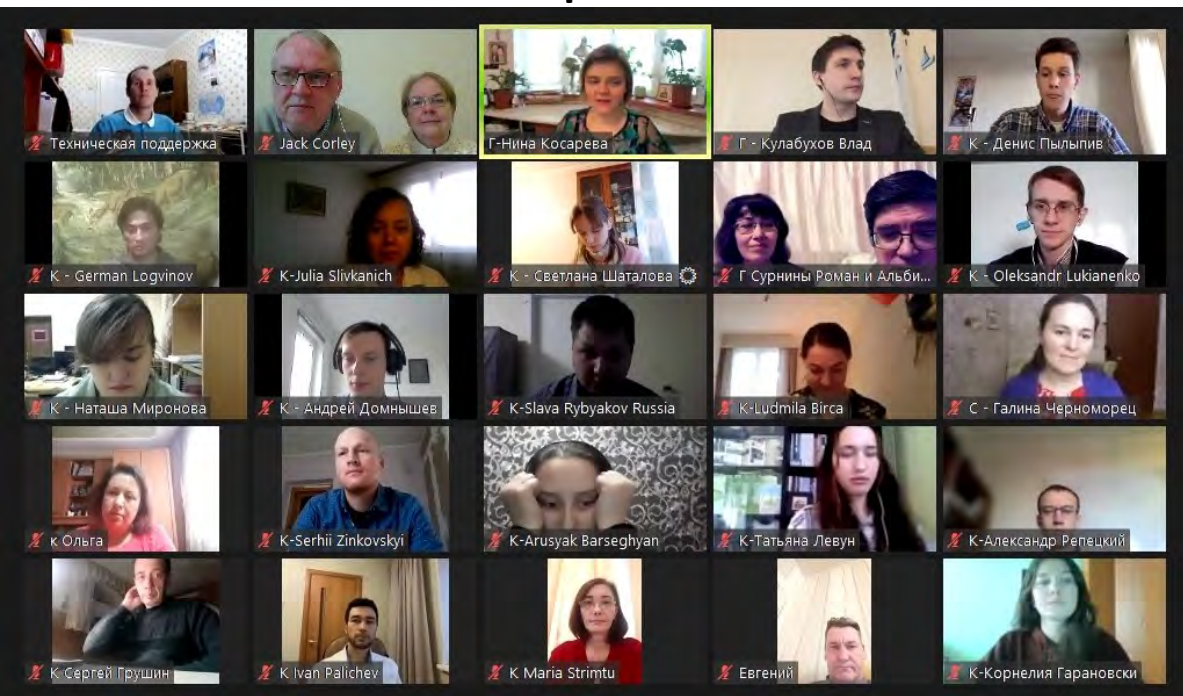 Техническая поддержка
Jack Corley
Г-Нина Косарева
Г - Кулабухов Влад
К - Денис Пылыпив
К - German Logvinov
K-Julia Slivkanich
К - Светлана Шаталова
Г Сурнины Роман и Альби...
К - Oleksandr Lukianenko
К - Наташа Миронова
К - Андрей Домнышев
K-Slava Rybyakov Russia
K-Ludmila Birca
С - Галина Черноморец
к Ольга
K-Serhii Zinkovskyi
K-Arusyak Barseghyan
К-Татьяна Левун
К-Александр Репецкий
К-Сергей Грушин
K Ivan Palichev
K Maria Strimtu
Евгений
К-Корнелия Гарановски